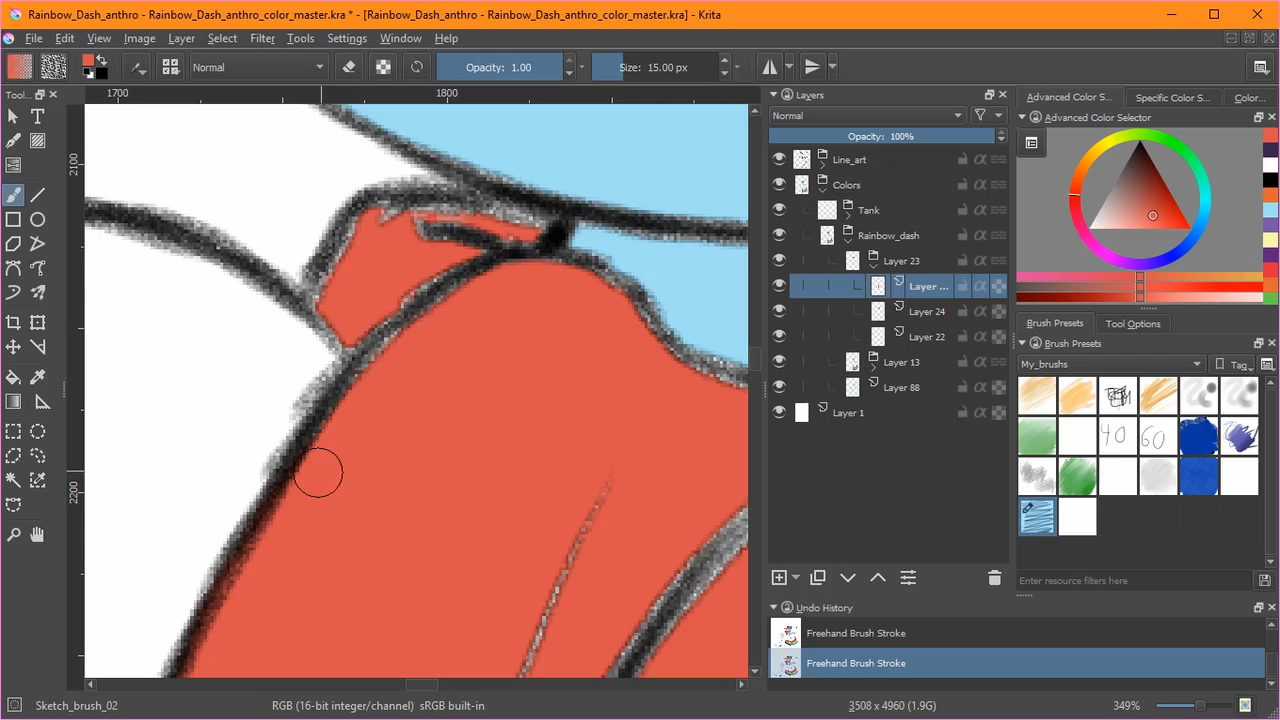 Rainbow_Dash_anthro - Rainbow_Dash_anthro_color_master.kra * - [Rainbow_Dash_anthro - Rainbow_Dash_anthro_color_master.kra] - Krita
File Edit View Image Layer Select Filter Tools Settings Window Help
Normal Opacity: 1.00 Size: 15.00 px
Tool...
1700 1800
2100
2200
Layers
Normal
Opacity: 100%
Line_art
Colors
Tank
Rainbow_dash
Layer 23
Layer ...
Layer 24
Layer 22
Layer 13
Layer 88
Layer 1
Undo History
Freehand Brush Stroke
Freehand Brush Stroke
Advanced Color S... Specific Color S... Color...
Advanced Color Selector
Brush Presets Tool Options
Brush Presets
My_brushes Tag
40 60
Enter resource filters here
Sketch_brush_02 RGB (16-bit integer/channel) sRGB built-in 3508 x 4960 (1.9G) 349%